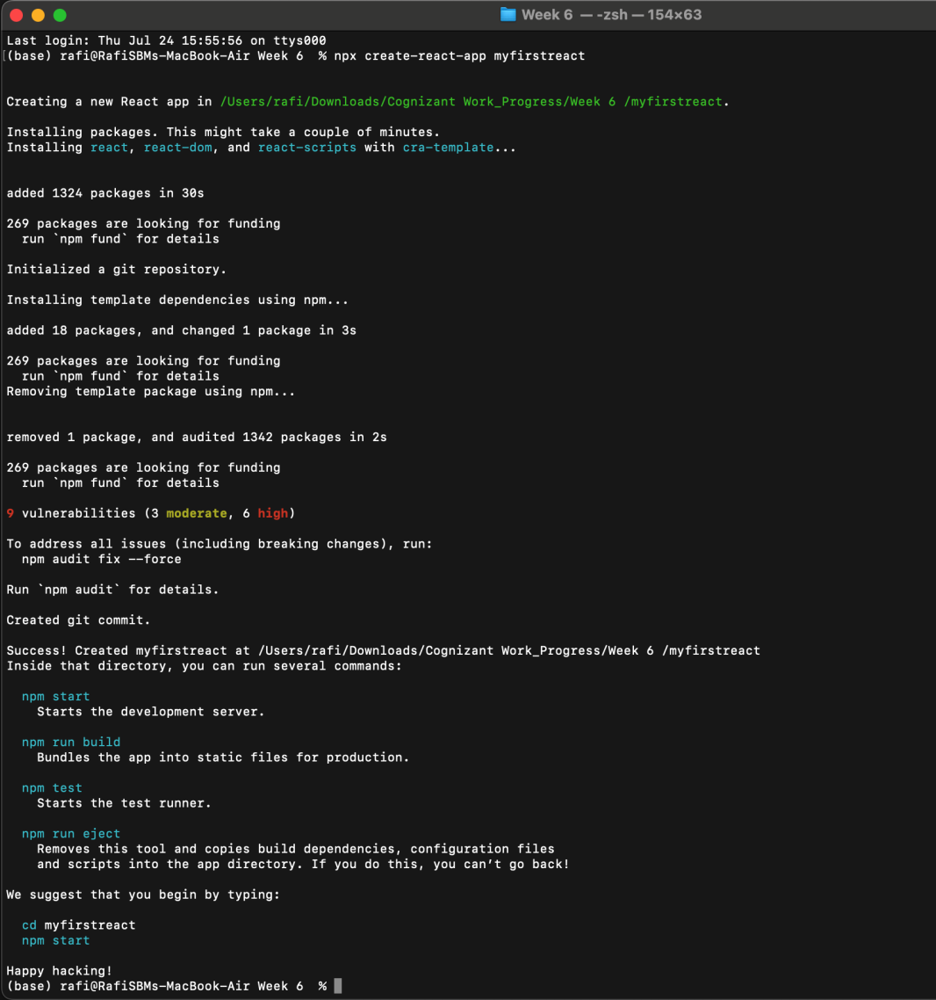 Week 6 — -zsh — 154×63
Last login: Thu Jul 24 15:55:56 on ttys000
[(base) rafi@RafiSBMs-MacBook-Air Week 6  % npx create-react-app myfirstreact
Creating a new React app in /Users/rafi/Downloads/Cognizant Work_Progress/Week 6 /myfirstreact.
Installing packages. This might take a couple of minutes.
Installing react, react-dom, and react-scripts with cra-template...
added 1324 packages in 30s
269 packages are looking for funding
  run `npm fund` for details
Initialized a git repository.
Installing template dependencies using npm...
added 18 packages, and changed 1 package in 3s
269 packages are looking for funding
  run `npm fund` for details
Removing template package using npm...
removed 1 package, and audited 1342 packages in 2s
269 packages are looking for funding
  run `npm fund` for details
9 vulnerabilities (3 moderate, 6 high)
To address all issues (including breaking changes), run:
  npm audit fix --force
Run `npm audit` for details.
Created git commit.
Success! Created myfirstreact at /Users/rafi/Downloads/Cognizant Work_Progress/Week 6 /myfirstreact
Inside that directory, you can run several commands:
  npm start
    Starts the development server.
  npm run build
    Bundles the app into static files for production.
  npm test
    Starts the test runner.
  npm run eject
    Removes this tool and copies build dependencies, configuration files
    and scripts into the app directory. If you do this, you can’t go back!
We suggest that you begin by typing:
  cd myfirstreact
  npm start
Happy hacking!
(base) rafi@RafiSBMs-MacBook-Air Week 6  %